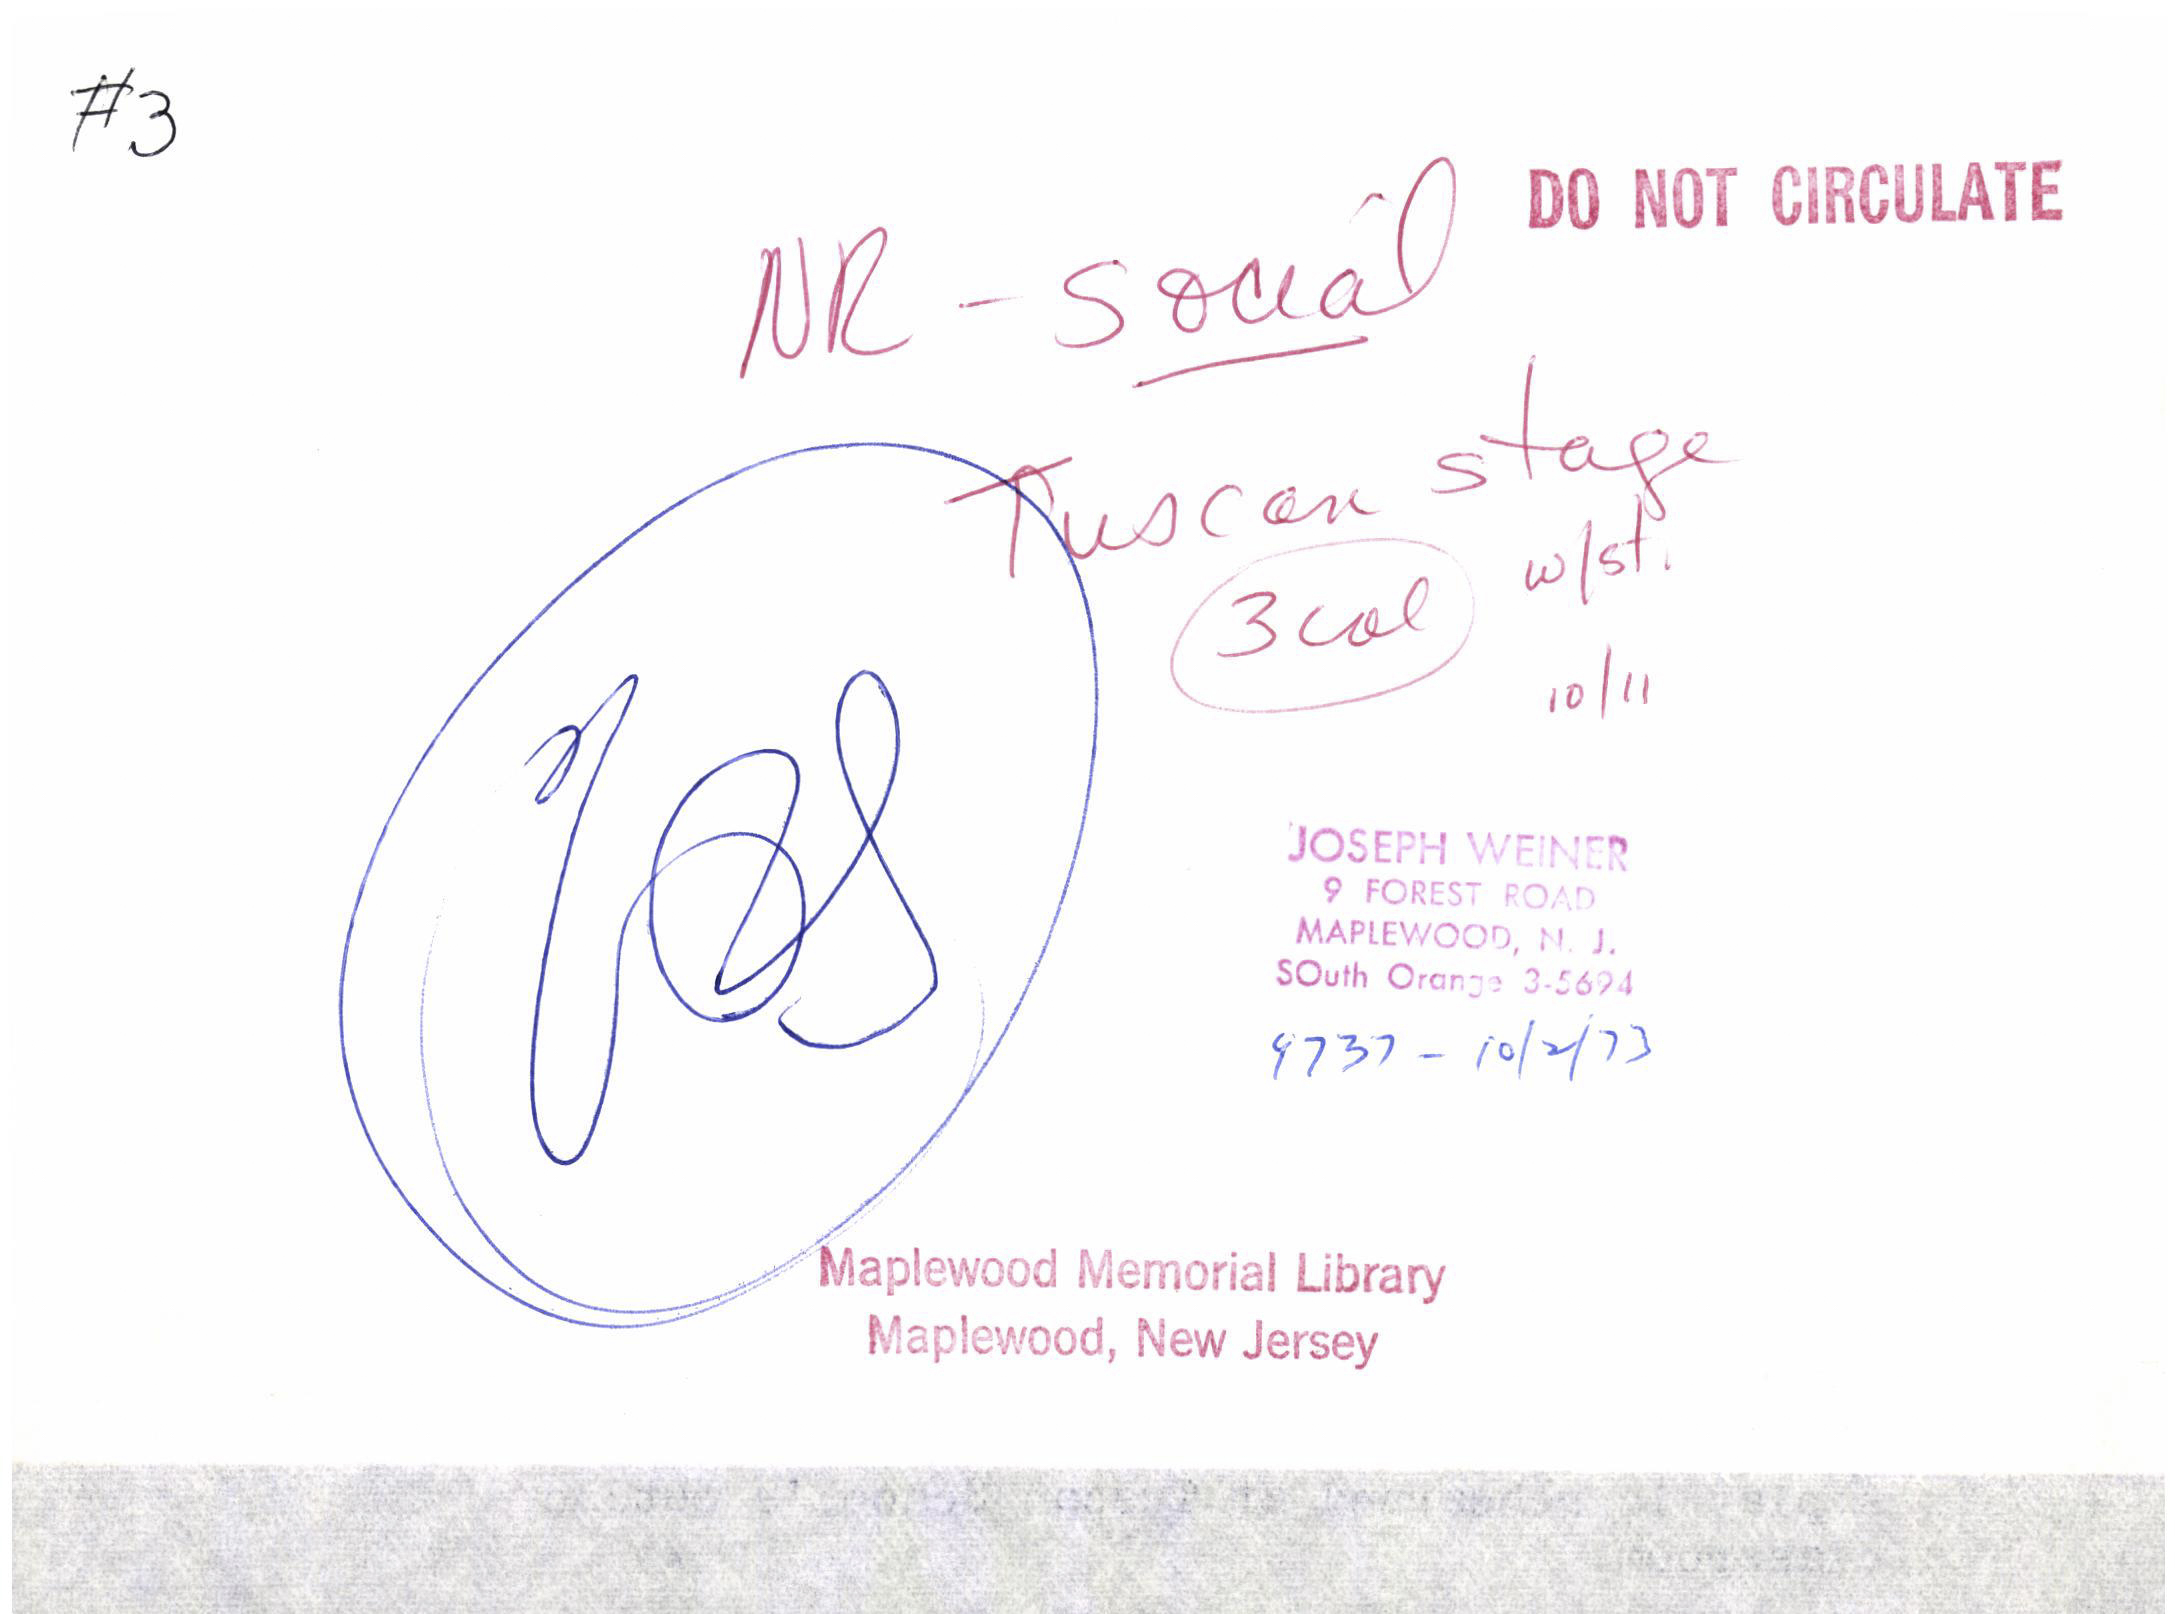 #3
DO NOT CIRCULATE
NR - social
Tuscan stage
w/st.
3 col
10/11
JOSEPH WEINER
9 FOREST ROAD
MAPLEWOOD, N. J.
SOuth Orange 3-5694
9737 - 10/2/73
Maplewood Memorial Library
Maplewood, New Jersey